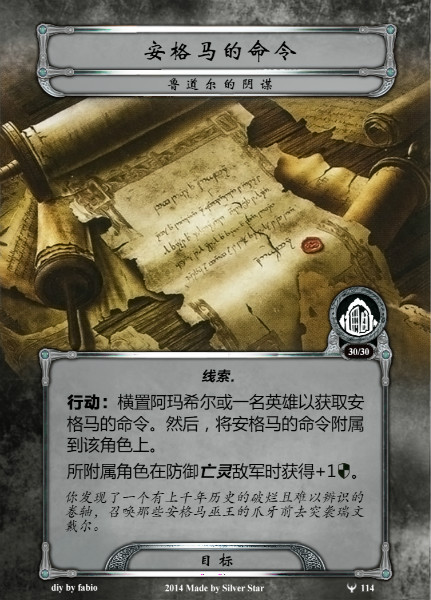 安格马的命令
鲁道尔的阴谋
30/30
线索.
行动：横置阿玛希尔或一名英雄以获取安
格马的命令。然后，将安格马的命令附属
到该角色上。
所附属角色在防御亡灵敌军时获得+1。
你发现了一个有上千年历史的破烂且难以辨识的
卷轴，召唤那些安格马巫王的爪牙前去突袭瑞文
戴尔。
目标
diy by fabio
2014 Made by Silver Star
114